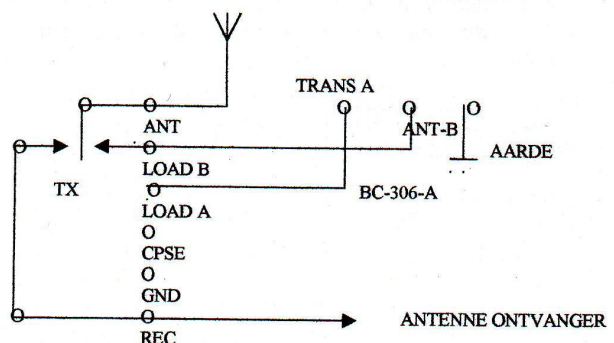 TRANS A
ANT
ANT-B
AARDE
LOAD B
TX
BC-306-A
LOAD A
CPSE
GND
ANTENNE ONTVANGER
REC